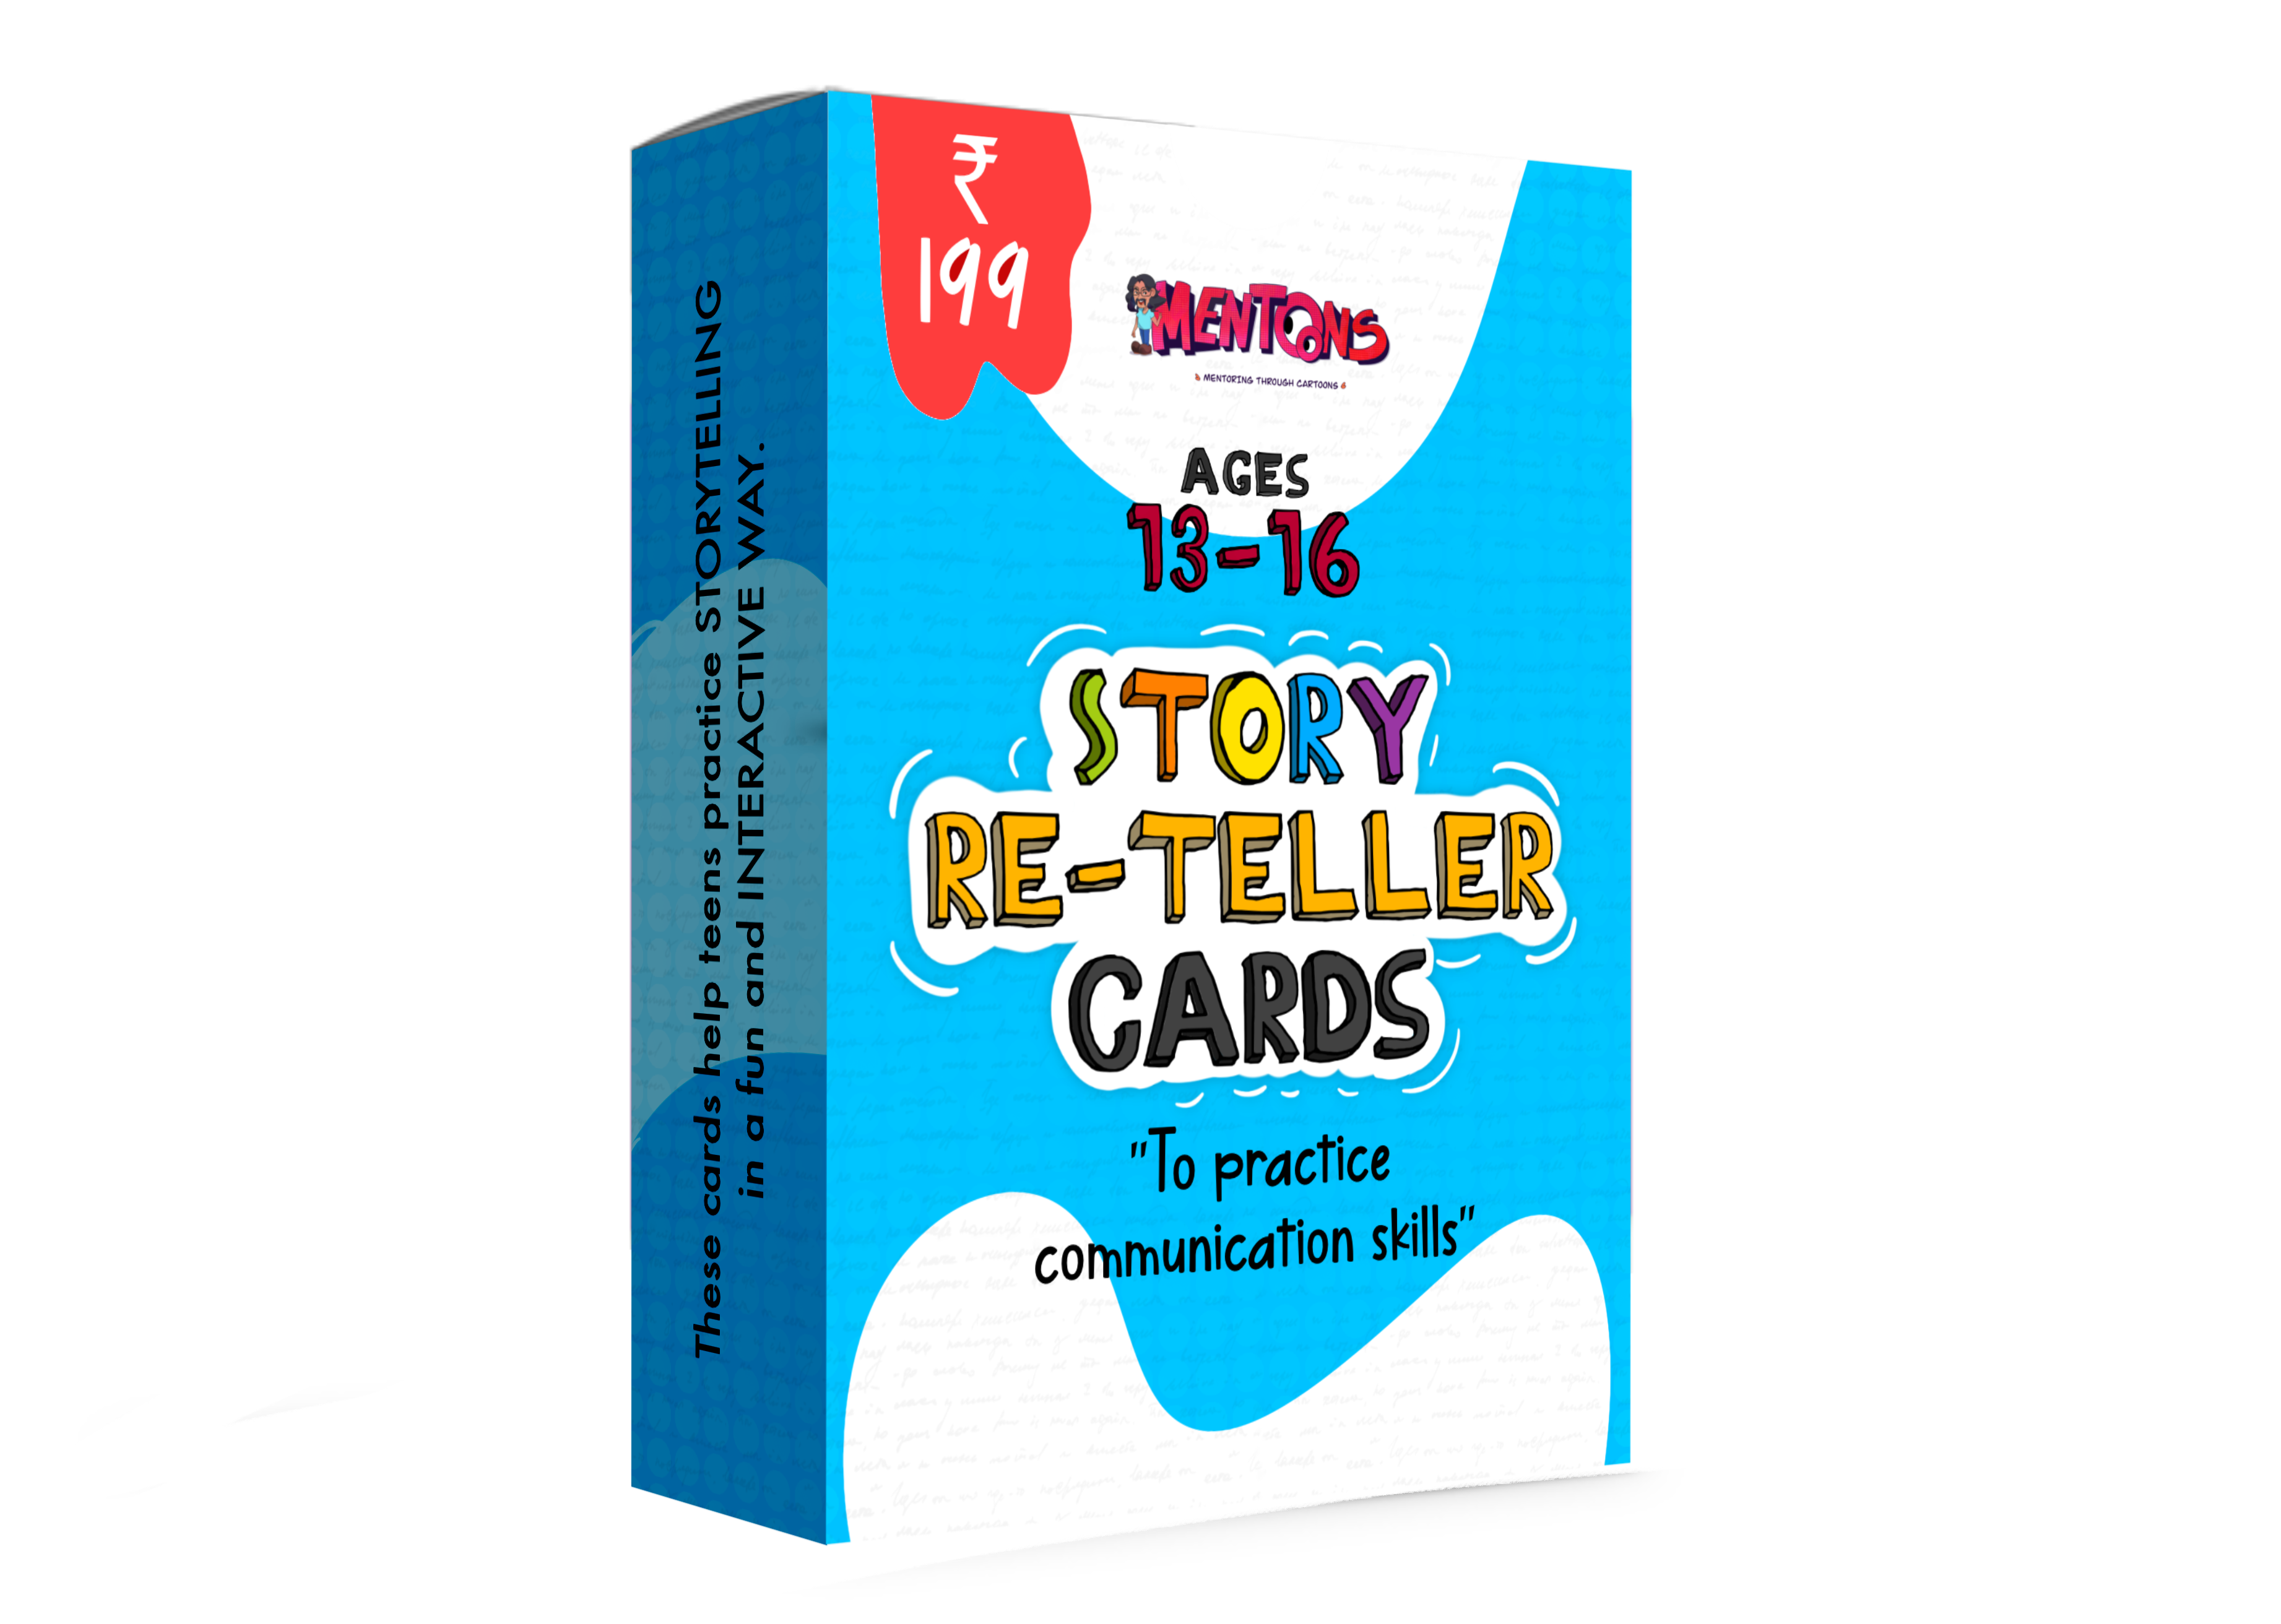 ₹
199
MENTOONS
MENTORING THROUGH CARTOONS
AGES
13-16
STORY
RE-TELLER
CARDS
"To practice
communication skills"
These cards help teens practice STORYTELLING
in a fun and INTERACTIVE WAY.